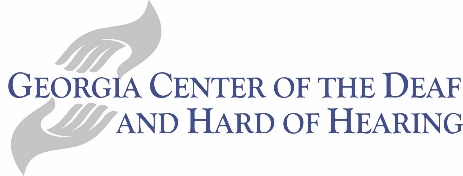 GEORGIA CENTER OF THE DEAF
AND HARD OF HEARING